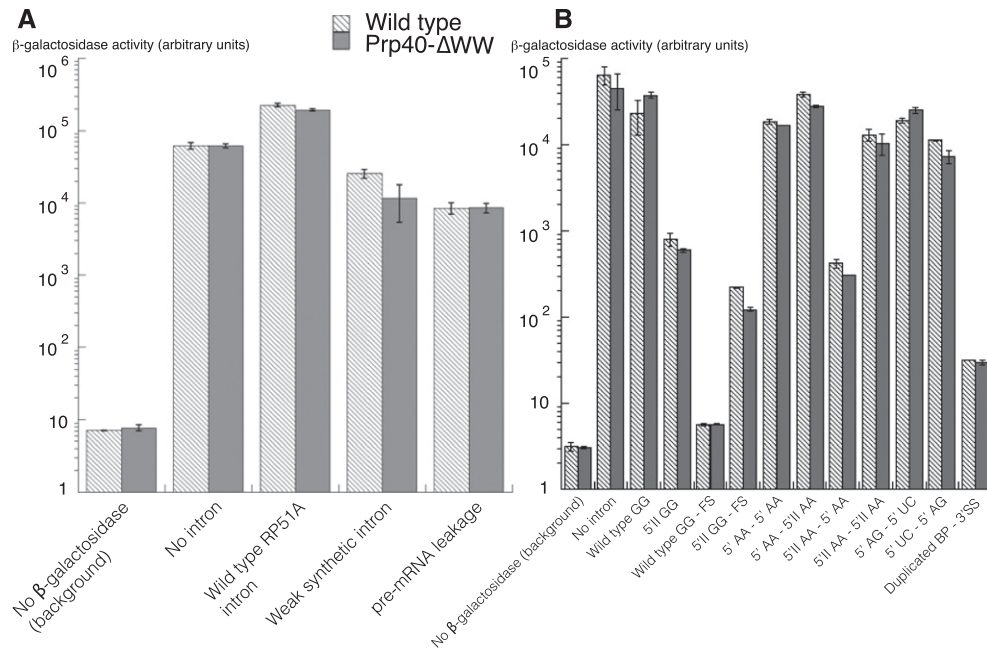 A
Wild type
Prp40-ΔWW
B
β-galactosidase activity (arbitrary units)
β-galactosidase activity (arbitrary units)
10 6
10 5
10 4
10 3
10 2
10
1
No β-galactosidase
(background)
No intron
Wild type RP51A
intron
Weak synthetic intron
pre-mRNA leakage
10 5
10 4
10 3
10 2
10
1
No β-galactosidase (background)
No intron
Wild type GG
5'II GG
Wild type GG - FS
5'II GG - FS
5' AA - 5' AA
5' AA - 5'II AA
5'II AA - 5' AA
5'II AA - 5'II AA
5' AG - 5' UC
5' UC - 5' AG
Duplicated BP - 3'SS